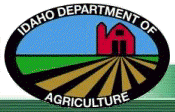 IDAHO DEPARTMENT OF
AGRICULTURE